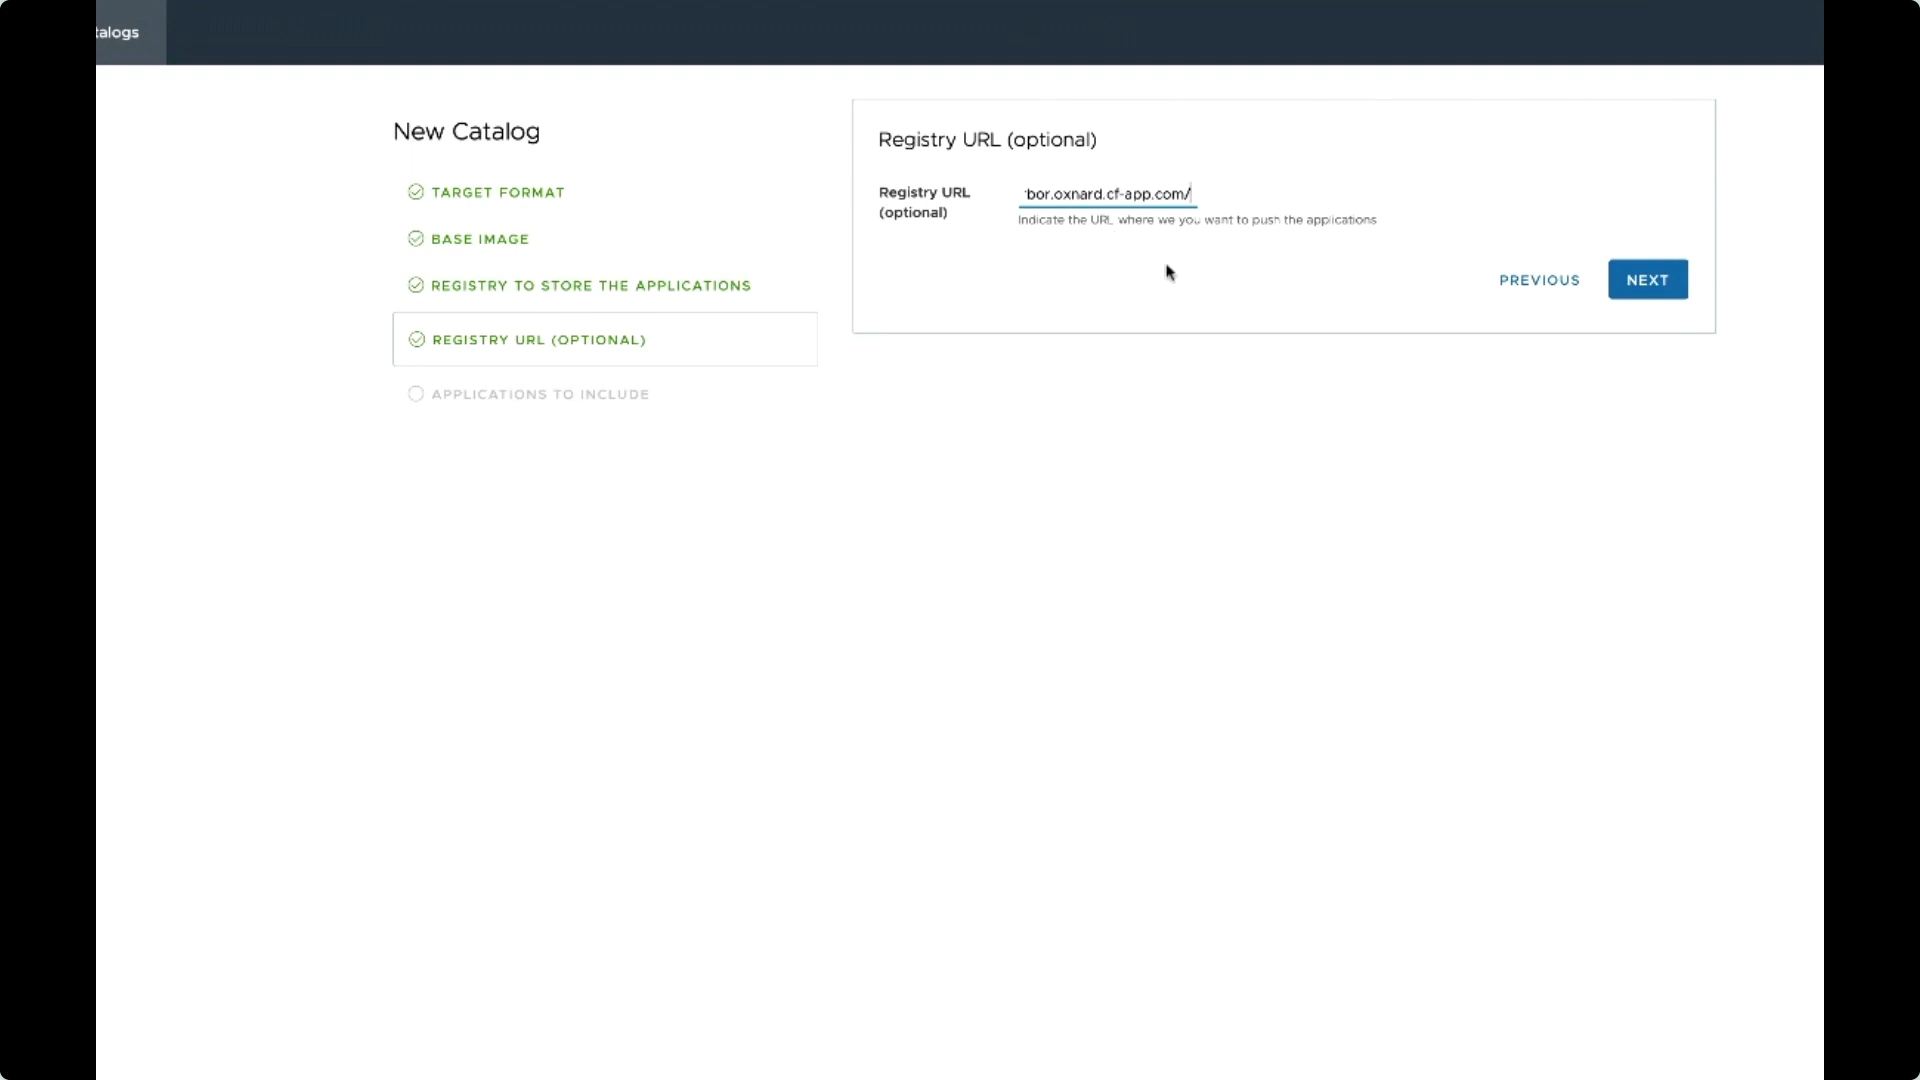 talogs
New Catalog
TARGET FORMAT
BASE IMAGE
REGISTRY TO STORE THE APPLICATIONS
REGISTRY URL (OPTIONAL)
APPLICATIONS TO INCLUDE
Registry URL (optional)
Registry URL
(optional)
bor.oxnard.cf-app.com/
Indicate the URL where we you want to push the applications
PREVIOUS
NEXT